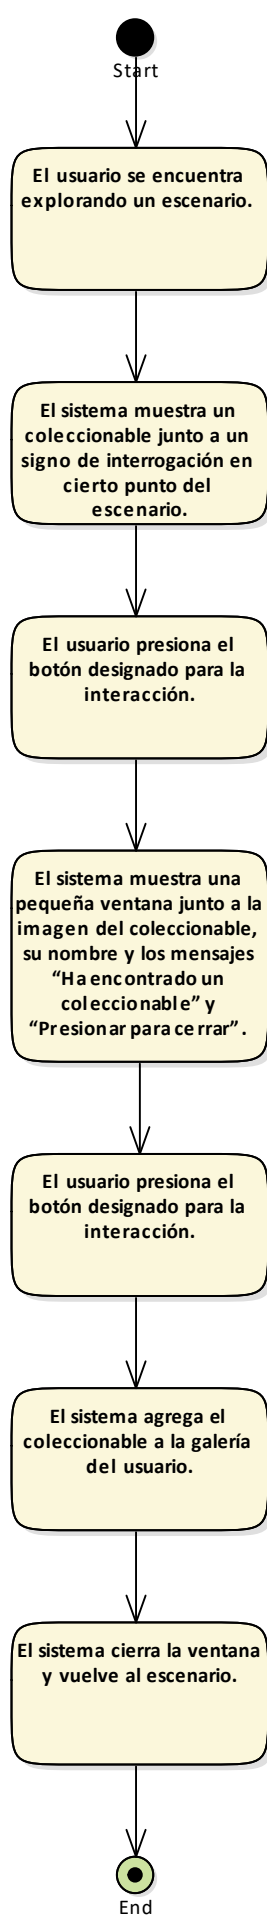 Start
El usuario se encuentra
explorando un escenario.
El sistema muestra un
coleccionable junto a un
signo de interrogación en
cierto punto del
escenario.
El usuario presiona el
botón designado para la
interacción.
El sistema muestra una
pequeña ventana junto a la
imagen del coleccionable,
su nombre y los mensajes
“Ha encontrado un
coleccionable” y
“Presionar para cerrar”.
El usuario presiona el
botón designado para la
interacción.
El sistema agrega el
coleccionable a la galería
del usuario.
El sistema cierra la ventana
y vuelve al escenario.
End